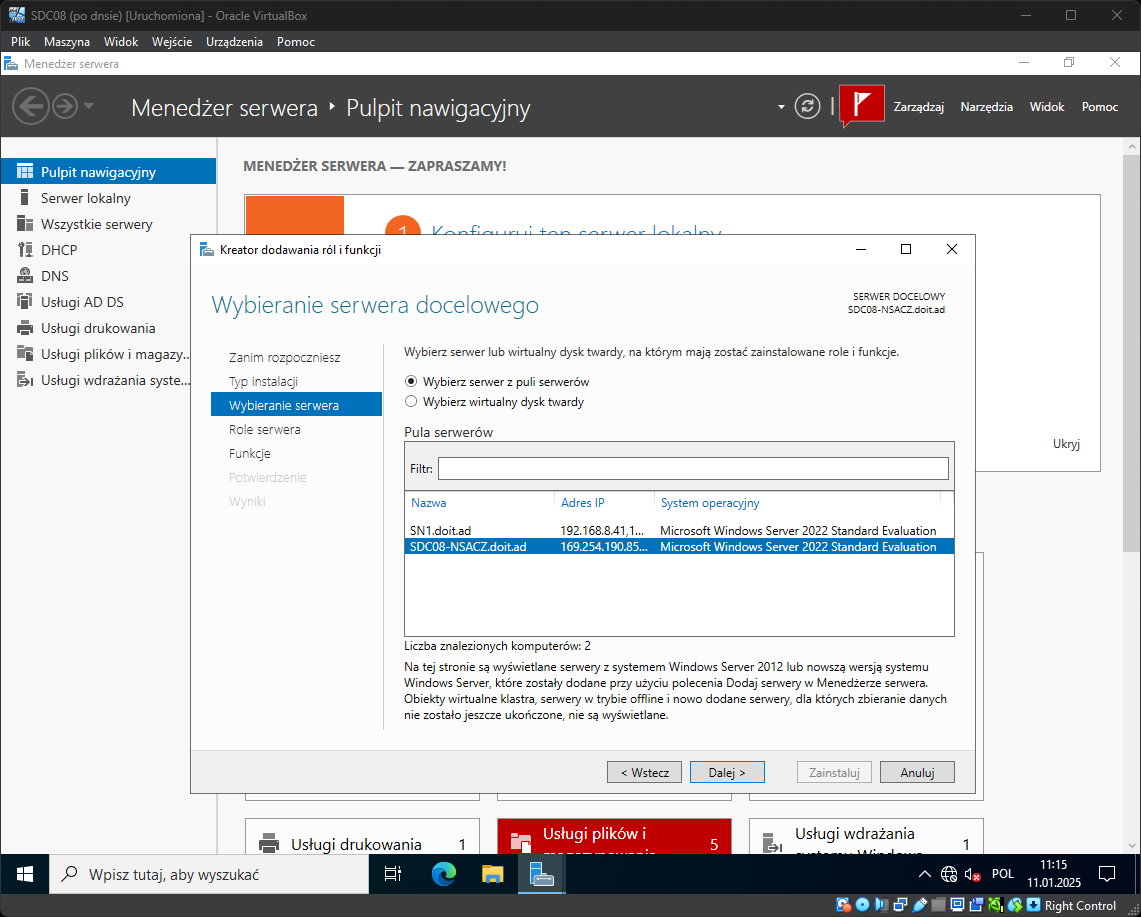 SDC08 (po dnsie) [Uruchomiona] - Oracle VirtualBox
Plik Maszyna Widok Wejście Urządzenia Pomoc
Menedżer serwera
Menedżer serwera Pulpit nawigacyjny
Zarządzaj Narzędzia Widok Pomoc
Pulpit nawigacyjny
Serwer lokalny
Wszystkie serwery
DHCP
DNS
Usługi AD DS
Usługi drukowania
Usługi plików i magazy...
Usługi wdrażania syste...
MENEDŻER SERWERA — ZAPRASZAMY!
1 Konfiguruj ten serwer lokalny
Ukryj
Kreator dodawania ról i funkcji
Wybieranie serwera docelowego
SERWER DOCELOWY
SDC08-NSACZ.doit.ad
Zanim rozpoczniesz
Typ instalacji
Wybieranie serwera
Role serwera
Funkcje
Potwierdzenie
Wyniki
Wybierz serwer lub wirtualny dysk twardy, na którym mają zostać zainstalowane role i funkcje.
Wybierz serwer z puli serwerów
Wybierz wirtualny dysk twardy
Pula serwerów
Filtr:
Nazwa Adres IP System operacyjny
SN1.doit.ad 192.168.8.41,1... Microsoft Windows Server 2022 Standard Evaluation
SDC08-NSACZ.doit.ad 169.254.190.85... Microsoft Windows Server 2022 Standard Evaluation
Liczba znalezionych komputerów: 2
Na tej stronie są wyświetlane serwery z systemem Windows Server 2012 lub nowszą wersją systemu
Windows Server, które zostały dodane przy użyciu polecenia Dodaj serwery w Menedżerze serwera.
Obiekty wirtualne klastra, serwery w trybie offline i nowo dodane serwery, dla których zbieranie danych
nie zostało jeszcze ukończone, nie są wyświetlane.
< Wstecz Dalej > Zainstaluj Anuluj
Usługi drukowania 1
Usługi plików i
magazynowania 5
Usługi wdrażania
systemu Windows 1
Wpisz tutaj, aby wyszukać
POL
11:15
11.01.2025
Right Control